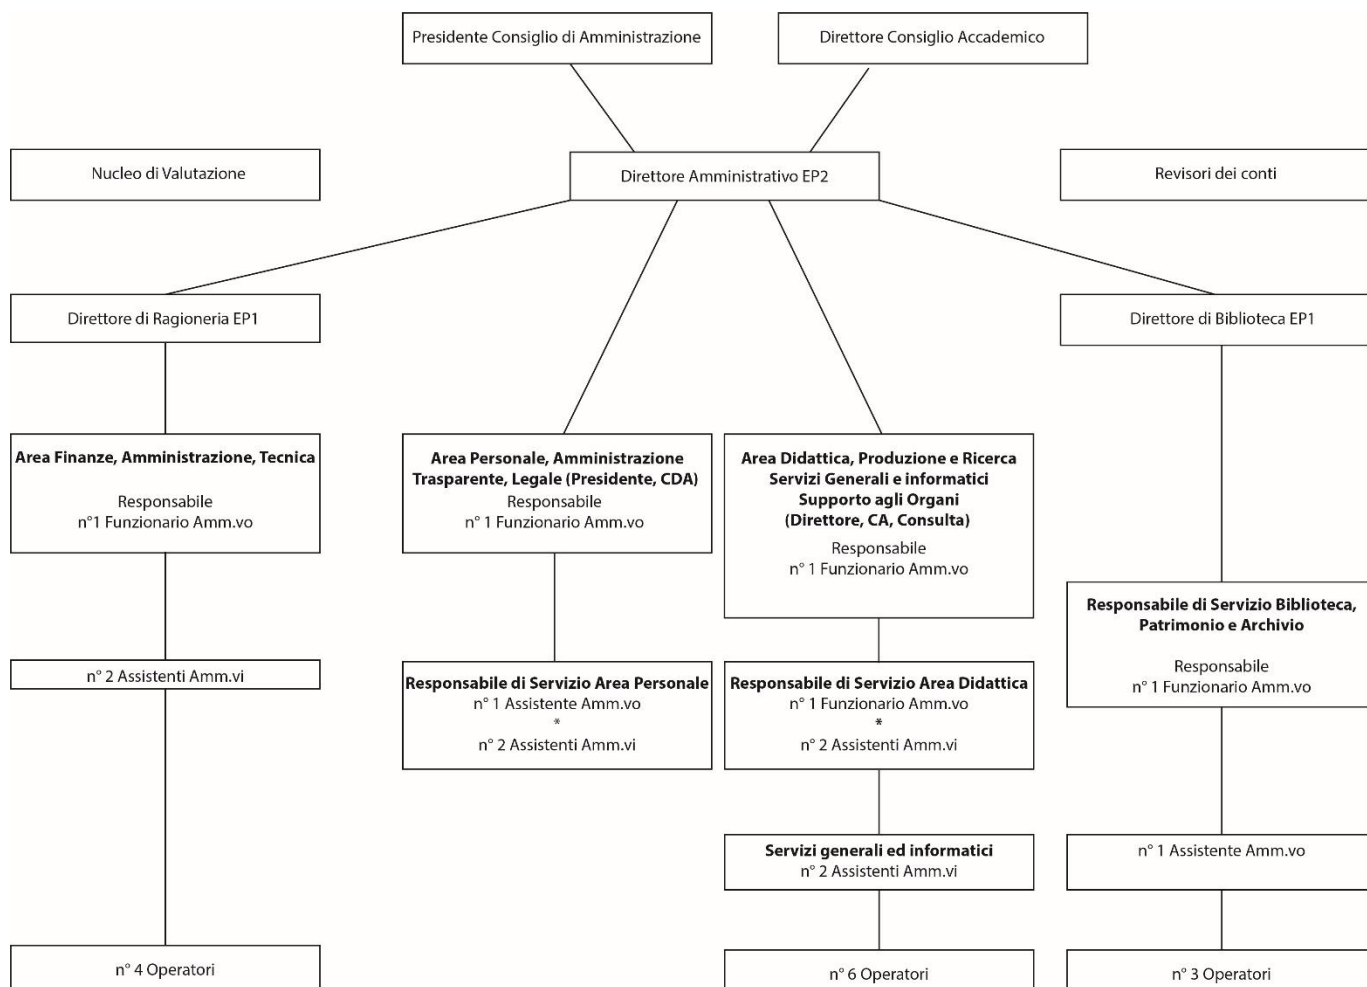 Presidente Consiglio di Amministrazione
Direttore Consiglio Accademico
Nucleo di Valutazione
Direttore Amministrativo EP2
Revisori dei conti
Direttore di Ragioneria EP1
Direttore di Biblioteca EP1
Area Finanze, Amministrazione, Tecnica
Responsabile
n°1 Funzionario Amm.vo
Area Personale, Amministrazione
Trasparente, Legale (Presidente, CDA)
Responsabile
n° 1 Funzionario Amm.vo
Area Didattica, Produzione e Ricerca
Servizi Generali e informatici
Supporto agli Organi
(Direttore, CA, Consulta)
Responsabile
n° 1 Funzionario Amm.vo
Responsabile di Servizio Biblioteca,
Patrimonio e Archivio
Responsabile
n° 1 Funzionario Amm.vo
n° 2 Assistenti Amm.vi
Responsabile di Servizio Area Personale
n° 1 Assistente Amm.vo
*
n° 2 Assistenti Amm.vi
Responsabile di Servizio Area Didattica
n° 1 Funzionario Amm.vo
*
n° 2 Assistenti Amm.vi
Servizi generali ed informatici
n° 2 Assistenti Amm.vi
n° 1 Assistente Amm.vo
n° 4 Operatori
n° 6 Operatori
n° 3 Operatori